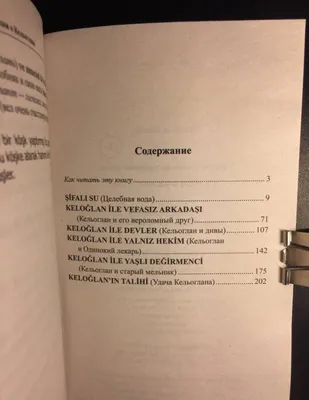 Содержание
Как читать эту книгу 3
ŞİFALI SU (Целебная вода) 9
KELOĞLAN İLE VEFASIZ ARKADAŞI
(Кельоглан и его вероломный друг) 71
KELOĞLAN İLE DEVLER (Кельоглан и дивы) 107
KELOĞLAN İLE YALNIZ HEKİM (Кельоглан
и Одинокий лекарь) 142
KELOĞLAN İLE YAŞLI DEĞİRMENCİ
(Кельоглан и старый мельник) 175
KELOĞLAN'IN TALİHİ (Удача Кельоглана) 202